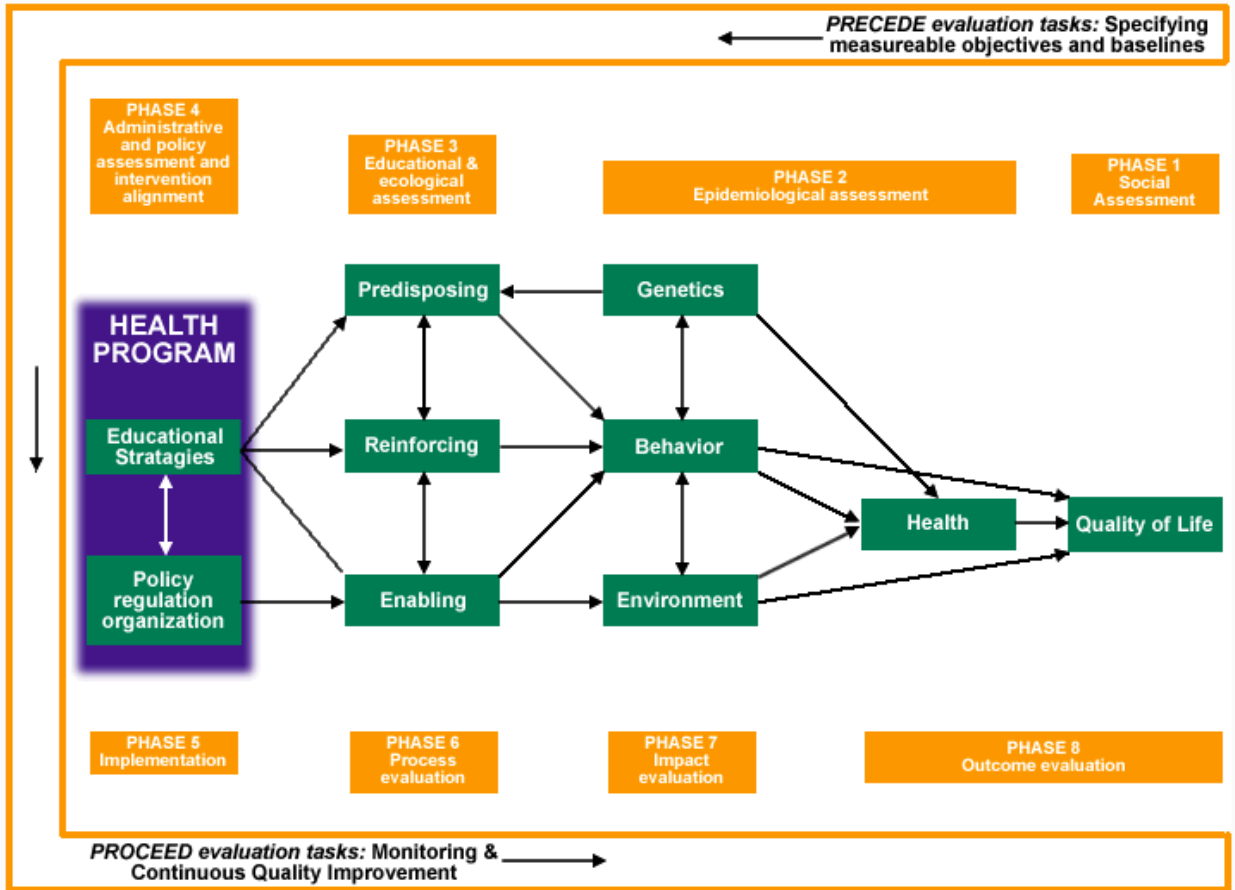 PRECEDE evaluation tasks: Specifying
measureable objectives and baselines
PHASE 4
Administrative
and policy
assessment and
intervention
alignment
PHASE 3
Educational &
ecological
assessment
PHASE 2
Epidemiological assessment
PHASE 1
Social
Assessment
HEALTH
PROGRAM
Predisposing
Genetics
Educational
Stratagies
Reinforcing
Behavior
Health
Quality of Life
Policy
regulation
organization
Enabling
Environment
PHASE 5
Implementation
PHASE 6
Process
evaluation
PHASE 7
Impact
evaluation
PHASE 8
Outcome evaluation
PROCEED evaluation tasks: Monitoring &
Continuous Quality Improvement